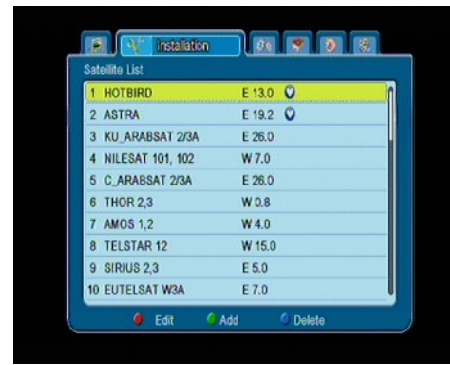 Installation
Satellite List
1 HOTBIRD E 13.0
2 ASTRA E 19.2
3 KU_ARABSAT 2/3A E 26.0
4 NILESAT 101, 102 W 7.0
5 C_ARABSAT 2/3A E 26.0
6 THOR 2,3 W 0.8
7 AMOS 1,2 W 4.0
8 TELSTAR 12 W 15.0
9 SIRIUS 2,3 E 5.0
10 EUTELSAT W3A E 7.0
Edit Add Delete